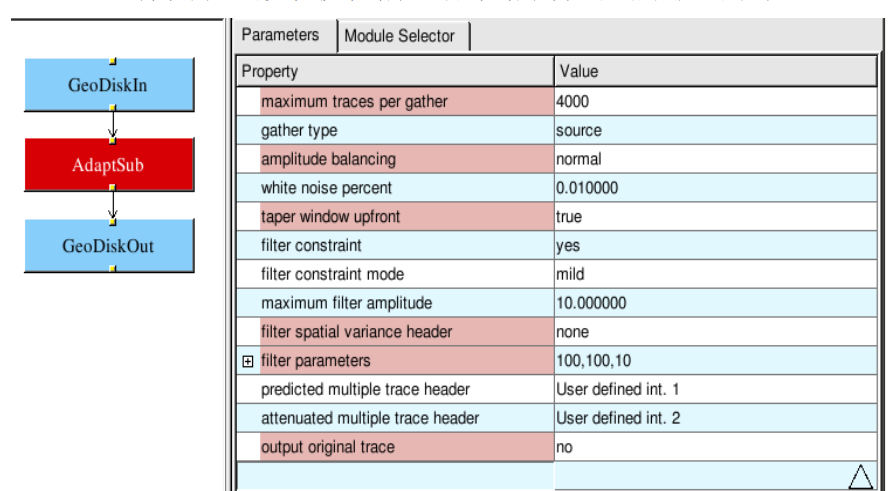 GeoDiskIn
AdaptSub
GeoDiskOut
Parameters Module Selector
Property Value
maximum traces per gather 4000
gather type source
amplitude balancing normal
white noise percent 0.010000
taper window upfront true
filter constraint yes
filter constraint mode mild
maximum filter amplitude 10.000000
filter spatial variance header none
filter parameters 100,100,10
predicted multiple trace header User defined int. 1
attenuated multiple trace header User defined int. 2
output original trace no